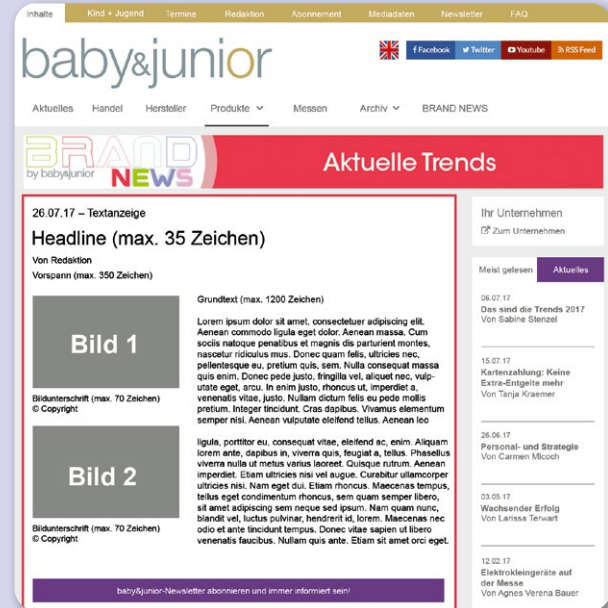 Inhalte Kind + Jugend Termine Redaktion Abonnement Mediadaten Newsletter FAQ
baby&junior
Facebook Twitter Youtube RSS Feed
Aktuelles Handel Hersteller Produkte Messen Archiv BRAND NEWS
BRAND
by baby&junior NEWS
Aktuelle Trends
26.07.17 – Textanzeige
Headline (max. 35 Zeichen)
Von Redaktion
Vorspann (max. 350 Zeichen)
Bild 1
Bildunterschrift (max. 70 Zeichen)
© Copyright
Bild 2
Bildunterschrift (max. 70 Zeichen)
© Copyright
Grundtext (max. 1200 Zeichen)
Lorem ipsum dolor sit amet, consectetuer adipiscing elit.
Aenean commodo ligula eget dolor. Aenean massa. Cum
sociis natoque penatibus et magnis dis parturient montes,
nascetur ridiculus mus. Donec quam felis, ultricies nec,
pellentesque eu, pretium quis, sem. Nulla consequat massa
quis enim. Donec pede justo, fringilla vel, aliquet nec, vulp-
utate eget, arcu. In enim justo, rhoncus ut, imperdiet a,
venenatis vitae, justo. Nullam dictum felis eu pede mollis
pretium. Integer tincidunt. Cras dapibus. Vivamus elementum
semper nisi. Aenean vulputate eleifend tellus. Aenean leo
ligula, porttitor eu, consequat vitae, eleifend ac, enim. Aliquam
lorem ante, dapibus in, viverra quis, feugiat a, tellus. Phasellus
viverra nulla ut metus varius laoreet. Quisque rutrum. Aenean
imperdiet. Etiam ultricies nisi vel augue. Curabitur ullamcorper
ultricies nisi. Nam eget dui. Etiam rhoncus. Maecenas tempus,
tellus eget condimentum rhoncus, sem quam semper libero,
sit amet adipiscing sem neque sed ipsum. Nam quam nunc,
blandit vel, luctus pulvinar, hendrerit id, lorem. Maecenas nec
odio et ante tincidunt tempus. Donec vitae sapien ut libero
venenatis faucibus. Nullam quis ante. Etiam sit amet orci eget.
baby&junior-Newsletter abonnieren und immer informiert sein!
Ihr Unternehmen
Zum Unternehmen
Meist gelesen Aktuelles
06.07.17
Das sind die Trends 2017
Von Sabine Stenzel
15.07.17
Kartenzahlung: Keine
Extra-Entgelte mehr
Von Tanja Kraemer
26.06.17
Personal- und Strategie
Von Carmen Mlcoch
03.05.17
Wachsender Erfolg
Von Larissa Terwart
12.02.17
Elektrokleingeräte auf
der Messe
Von Agnes Verena Bauer